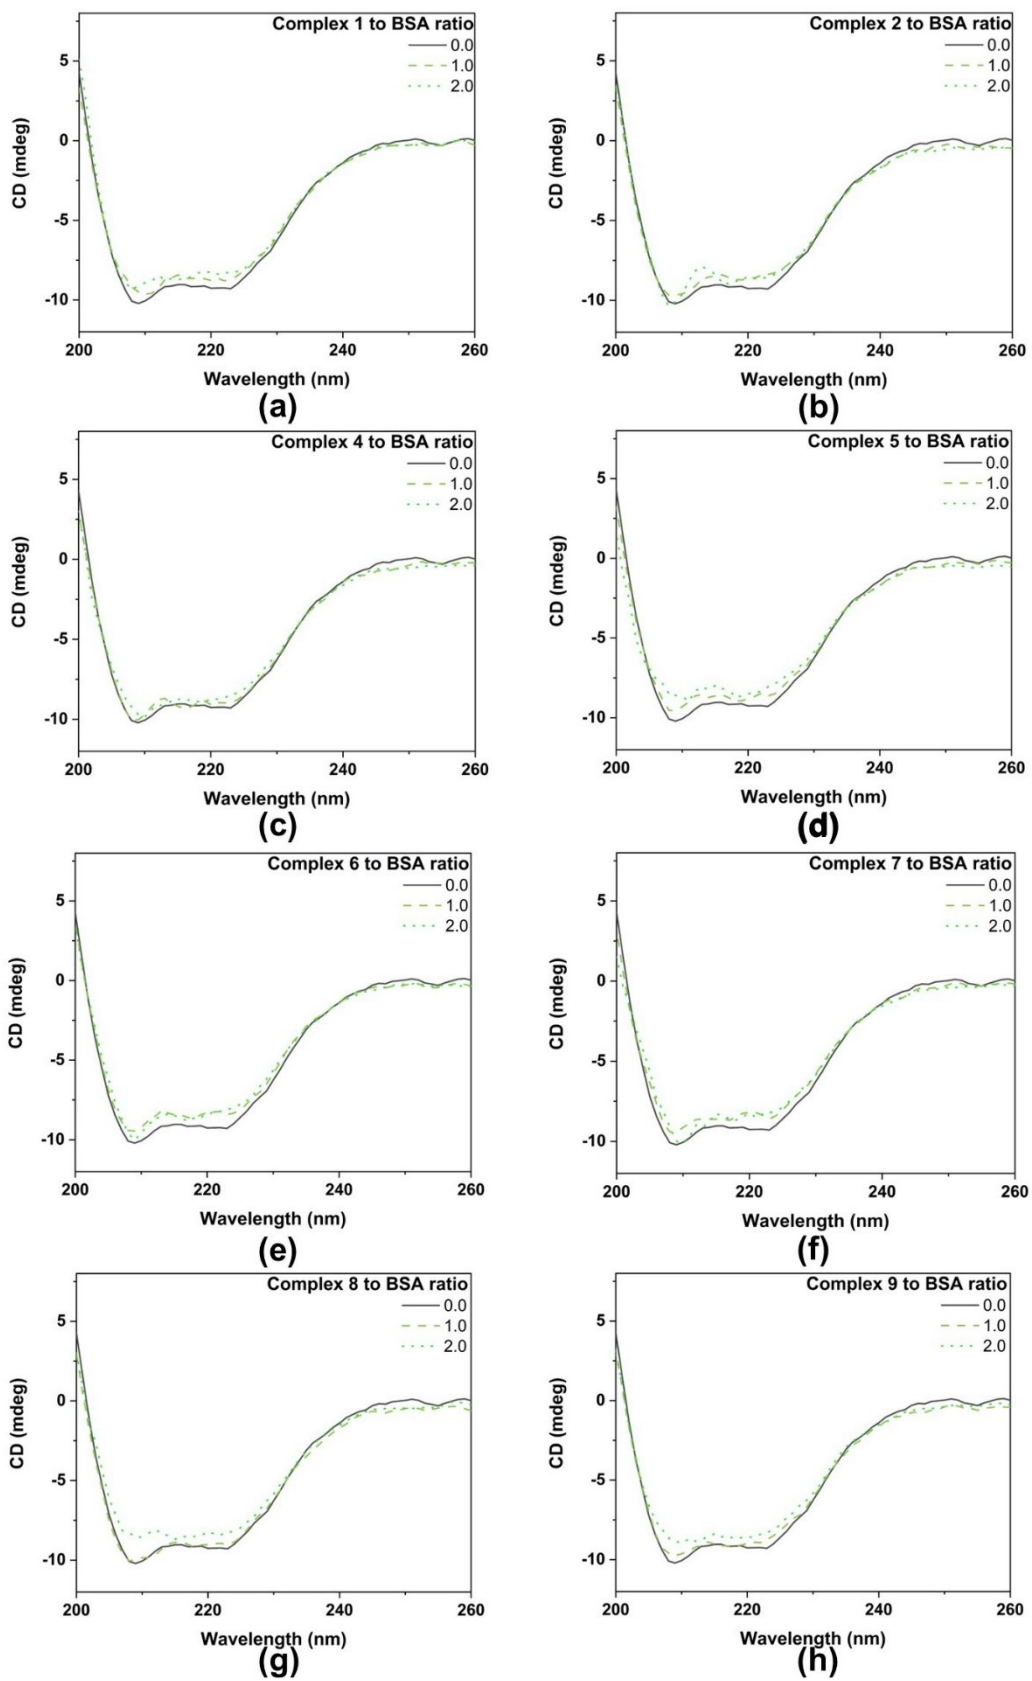 Complex 1 to BSA ratio
0.0
1.0
2.0
5
0
-5
-10
CD (mdeg)
200 220 240 260
Wavelength (nm)
(a)
Complex 2 to BSA ratio
0.0
1.0
2.0
5
0
-5
-10
CD (mdeg)
200 220 240 260
Wavelength (nm)
(b)
Complex 4 to BSA ratio
0.0
1.0
2.0
5
0
-5
-10
CD (mdeg)
200 220 240 260
Wavelength (nm)
(c)
Complex 5 to BSA ratio
0.0
1.0
2.0
5
0
-5
-10
CD (mdeg)
200 220 240 260
Wavelength (nm)
(d)
Complex 6 to BSA ratio
0.0
1.0
2.0
5
0
-5
-10
CD (mdeg)
200 220 240 260
Wavelength (nm)
(e)
Complex 7 to BSA ratio
0.0
1.0
2.0
5
0
-5
-10
CD (mdeg)
200 220 240 260
Wavelength (nm)
(f)
Complex 8 to BSA ratio
0.0
1.0
2.0
5
0
-5
-10
CD (mdeg)
200 220 240 260
Wavelength (nm)
(g)
Complex 9 to BSA ratio
0.0
1.0
2.0
5
0
-5
-10
CD (mdeg)
200 220 240 260
Wavelength (nm)
(h)